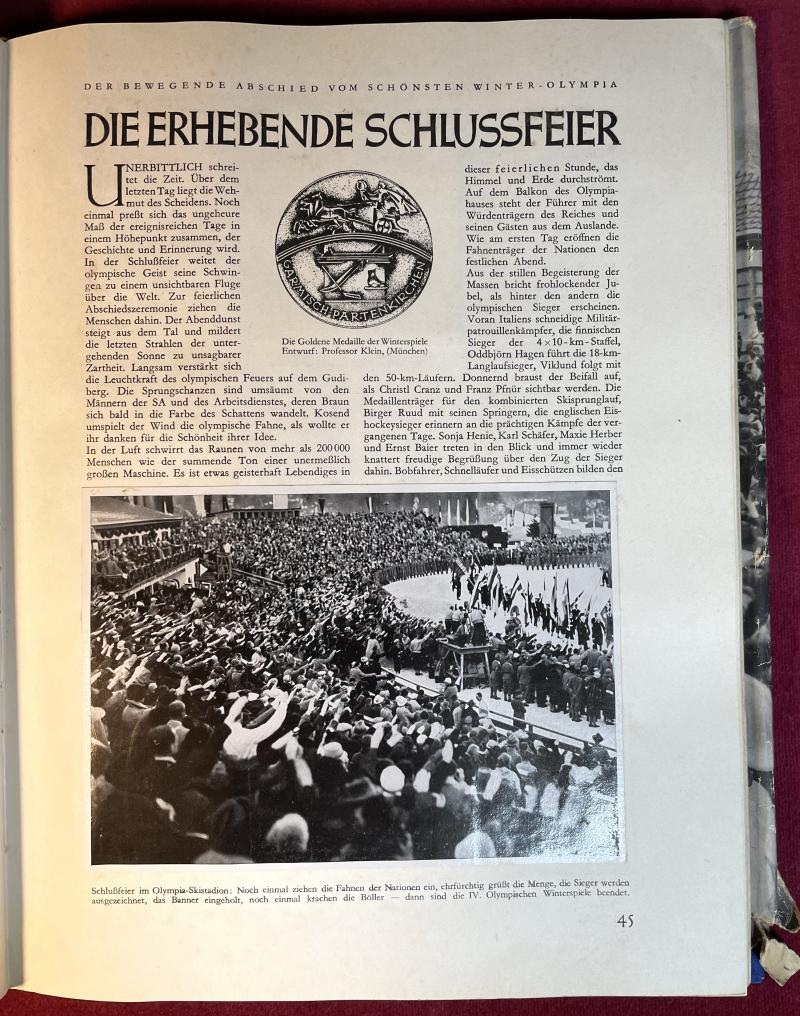 DER BEWEGENDE ABSCHIED VOM SCHÖNSTEN WINTER-OLYMPIA
DIE ERHEBENDE SCHLUSSFEIER
UNERBITTLICH schrei-
tet die Zeit. Über dem
letzten Tag liegt die Weh-
mut des Scheidens. Noch
einmal preßt sich das ungeheure
Maß der ereignisreichen Tage in
einem Höhepunkt zusammen, der
Geschichte und Erinnerung wird.
In der Schlußfeier weitet der
olympische Geist seine Schwin-
gen zu einem unsichtbaren Fluge
über die Welt. Zur feierlichen
Abschiedszeremonie ziehen die
Menschen dahin. Der Abenddunst
steigt aus dem Tal und mildert
die letzten Strahlen der unter-
gehenden Sonne zu unsagbarer
Zartheit. Langsam verstärkt sich
die Leuchtkraft des olympischen Feuers auf dem Gudi-
berg. Die Sprungschanzen sind umsäumt von den
Männern der SA und des Arbeitsdienstes, deren Braun
sich bald in die Farbe des Schattens wandelt. Kosend
umspielt der Wind die olympische Fahne, als wollte er
ihr danken für die Schönheit ihrer Idee.
In der Luft schwirrt das Raunen von mehr als 200 000
Menschen wie der summende Ton einer unermeßlich
großen Maschine. Es ist etwas geisterhaft Lebendiges in
GARMISCH-PARTENKIRCHEN
Die Goldene Medaille der Winterspiele
Entwurf: Professor Klein, (München)
dieser feierlichen Stunde, das
Himmel und Erde durchströmt.
Auf dem Balkon des Olympia-
hauses steht der Führer mit den
Würdenträgern des Reiches und
seinen Gästen aus dem Auslande.
Wie am ersten Tag eröffnen die
Fahnenträger der Nationen den
festlichen Abend.
Aus der stillen Begeisterung der
Massen bricht frohlockender Ju-
bel, als hinter den andern die
olympischen Sieger erscheinen.
Voran Italiens schneidige Militär-
patrouillenkämpfer, die finnischen
Sieger der 4×10-km-Staffel,
Oddbjörn Hagen führt die 18-km-
Langlaufsieger, Viklund folgt mit
den 50-km-Läufern. Donnernd braust der Beifall auf,
als Christl Cranz und Franz Pfnür sichtbar werden. Die
Medaillenträger für den kombinierten Skisprunglauf,
Birger Ruud mit seinen Springern, die englischen Eis-
hockeysieger erinnern an die prächtigen Kämpfe der ver-
gangenen Tage. Sonja Henie, Karl Schäfer, Maxie Herber
und Ernst Baier treten in den Blick und immer wieder
knattert freudige Begrüßung über den Zug der Sieger
dahin. Bobfahrer, Schnelläufer und Eisschützen bilden den
Schlußfeier im Olympia-Skistadion: Noch einmal ziehen die Fahnen der Nationen ein, ehrfürchtig grüßt die Menge, die Sieger werden
ausgezeichnet, das Banner eingeholt, noch einmal krachen die Böller — dann sind die IV. Olympischen Winterspiele beendet.
45